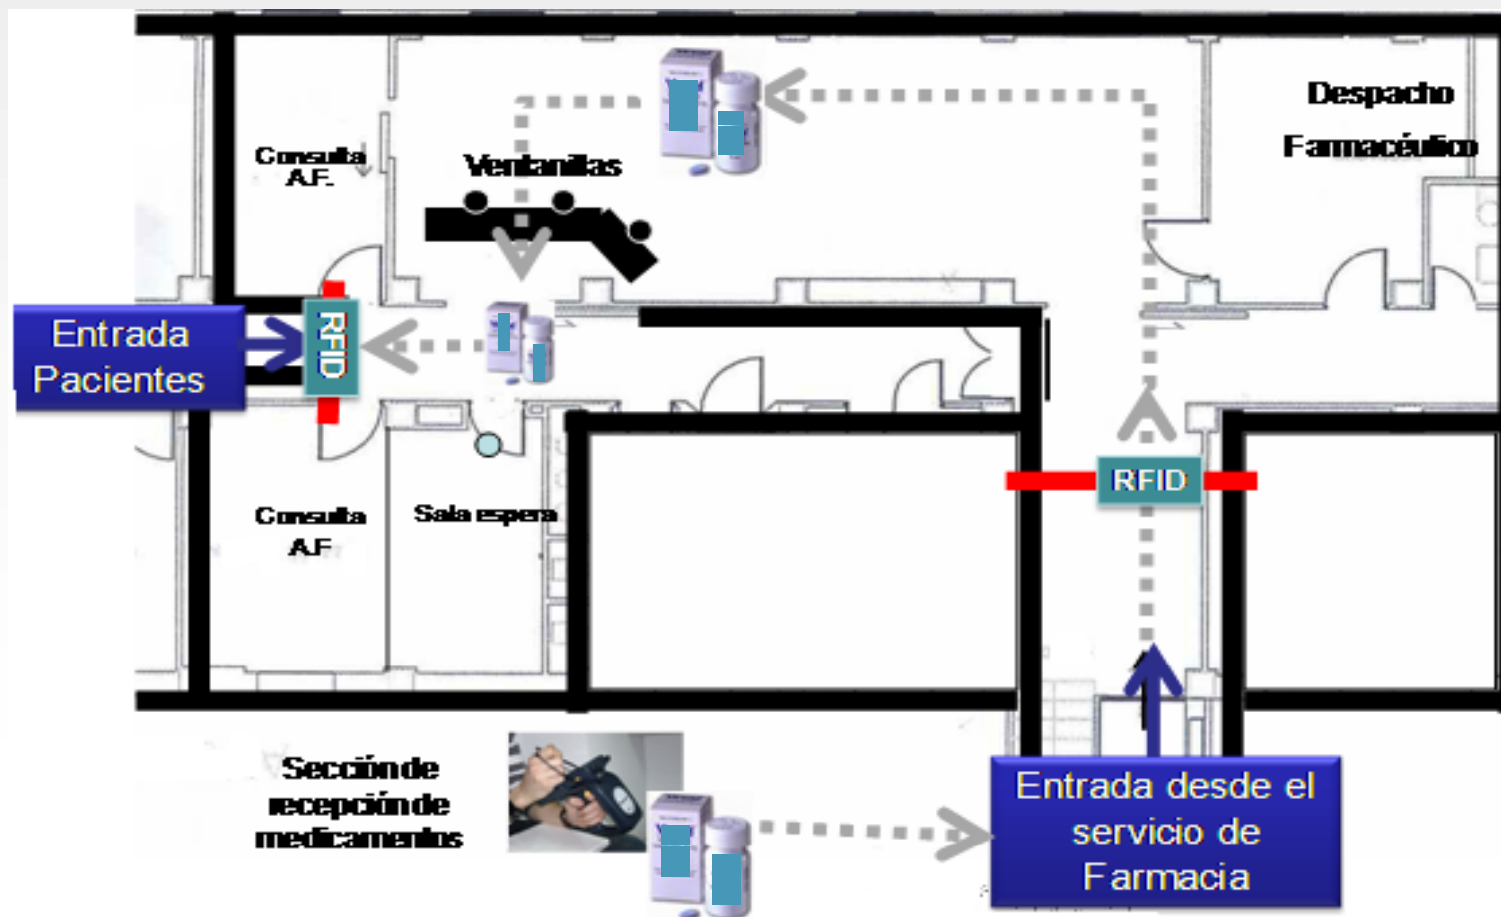 Despacho
Farmacéutico
Consulta
A.F.
Ventanillas
Entrada
Pacientes
RFID
RFID
Consulta
A.F
Sala espera
Sección de
recepción de
medicamentos
Entrada desde el
servicio de
Farmacia